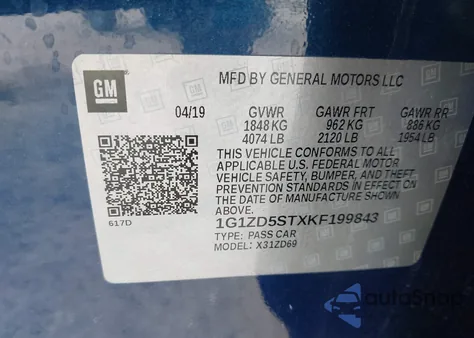 GM
MFD BY GENERAL MOTORS LLC
04/19 GVWR GAWR FRT GAWR RR
1848 KG 962 KG 886 KG
4074 LB 2120 LB 1954 LB
THIS VEHICLE CONFORMS TO ALL
APPLICABLE U.S. FEDERAL MOTOR
VEHICLE SAFETY, BUMPER, AND THEFT
PREVENTION STANDARDS IN EFFECT ON
THE DATE OF MANUFACTURE SHOWN ABOVE.
617D
1G1ZD5STXKF199843
TYPE: PASS CAR
MODEL: X31ZD69
autoSnap